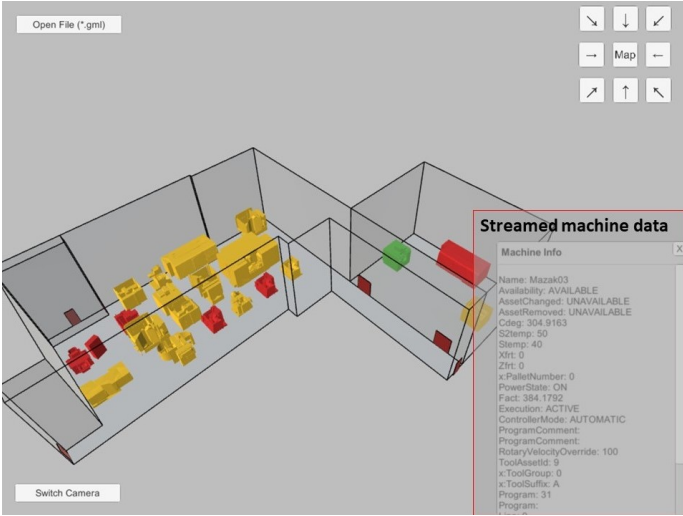 Open File (*.gml)
Map
Streamed machine data
Machine Info
X
Name: Mazak03
Availability: AVAILABLE
AssetChanged: UNAVAILABLE
AssetRemoved: UNAVAILABLE
Cdeg: 304.9163
S2temp: 50
Stemp: 40
Xfrt: 0
Zfrt: 0
x:PalletNumber: 0
PowerState: ON
Fact: 384.1792
Execution: ACTIVE
ControllerMode: AUTOMATIC
ProgramComment:
ProgramComment:
RotaryVelocityOverride: 100
ToolAssetId: 9
x:ToolGroup: 0
x:ToolSuffix: A
Program: 31
Program:
Switch Camera